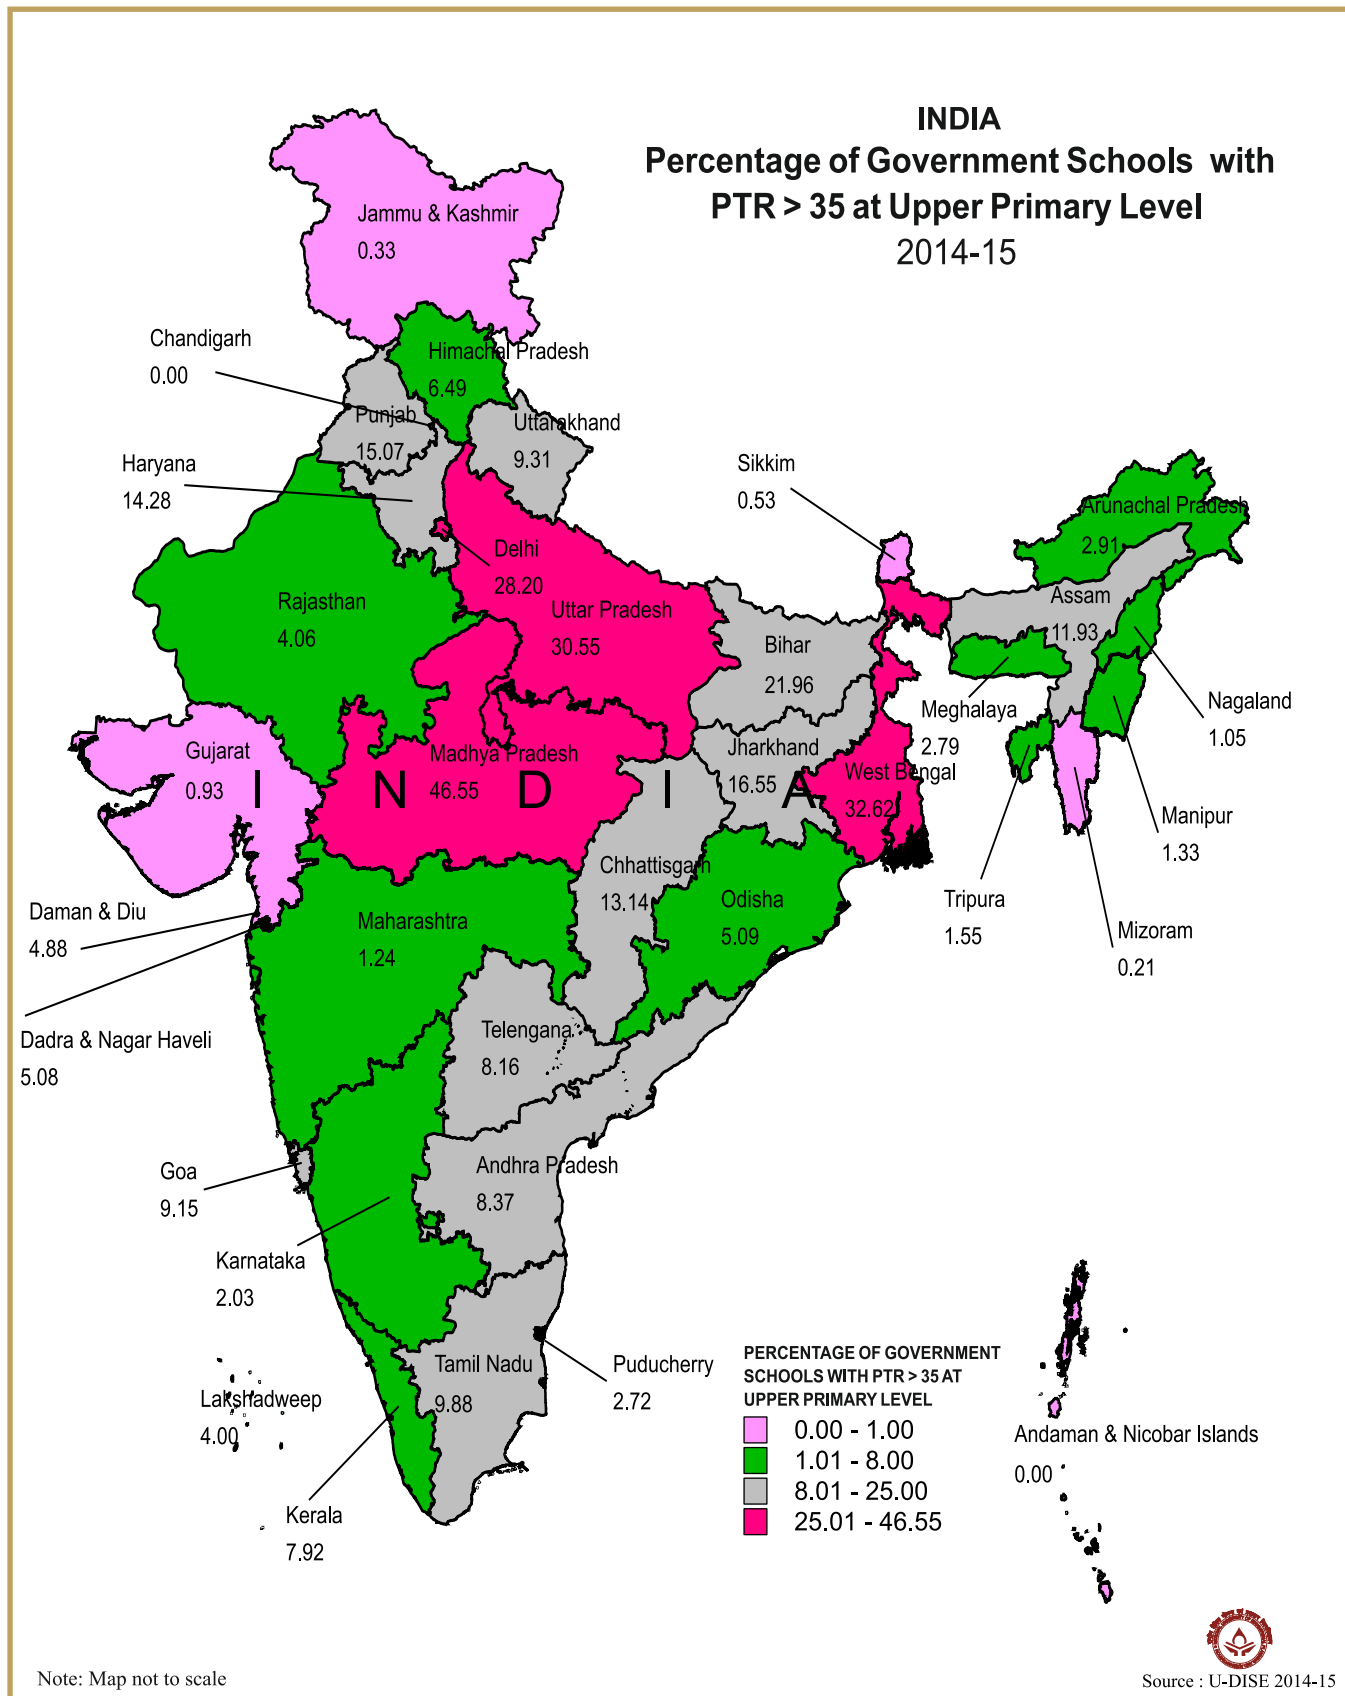 INDIA
Percentage of Government Schools with
PTR > 35 at Upper Primary Level
2014-15
Jammu & Kashmir
0.33
Chandigarh
0.00
Himachal Pradesh
6.49
Punjab
15.07
Uttarakhand
9.31
Haryana
14.28
Sikkim
0.53
Arunachal Pradesh
2.91
Delhi
28.20
Rajasthan
4.06
Uttar Pradesh
30.55
Bihar
21.96
Assam
11.93
Meghalaya
2.79
Nagaland
1.05
Gujarat
0.93
Madhya Pradesh
46.55
Jharkhand
16.55
West Bengal
32.62
I N D I A
Manipur
1.33
Chhattisgarh
13.14
Odisha
5.09
Tripura
1.55
Mizoram
0.21
Daman & Diu
4.88
Maharashtra
1.24
Dadra & Nagar Haveli
5.08
Telengana
8.16
Goa
9.15
Andhra Pradesh
8.37
Karnataka
2.03
Tamil Nadu
9.88
Puducherry
2.72
Lakshadweep
4.00
Kerala
7.92
Andaman & Nicobar Islands
0.00
PERCENTAGE OF GOVERNMENT
SCHOOLS WITH PTR > 35 AT
UPPER PRIMARY LEVEL
0.00 - 1.00
1.01 - 8.00
8.01 - 25.00
25.01 - 46.55
Note: Map not to scale
Source : U-DISE 2014-15